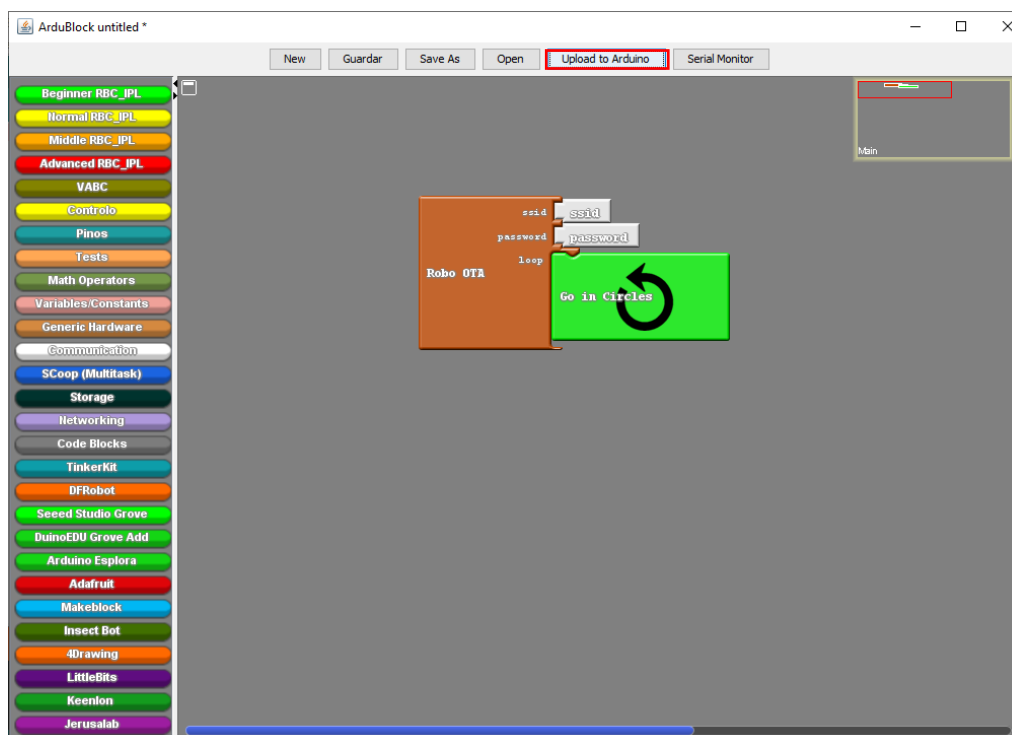 ArduBlock untitled *
New Guardar Save As Open Upload to Arduino Serial Monitor
Beginner RBC_IPL
Normal RBC_IPL
Middle RBC_IPL
Advanced RBC_IPL
VABC
Controlo
Pinos
Tests
Math Operators
Variables/Constants
Generic Hardware
Communication
SCoop (Multitask)
Storage
Networking
Code Blocks
TinkerKit
DFRobot
Seeed Studio Grove
DuinoEDU Grove Add
Arduino Esplora
Adafruit
Makeblock
Insect Bot
4Drawing
LittleBits
Keenlon
Jerusalab
Main
ssid ssid
password password
loop
Robo OTA
Go in Circles